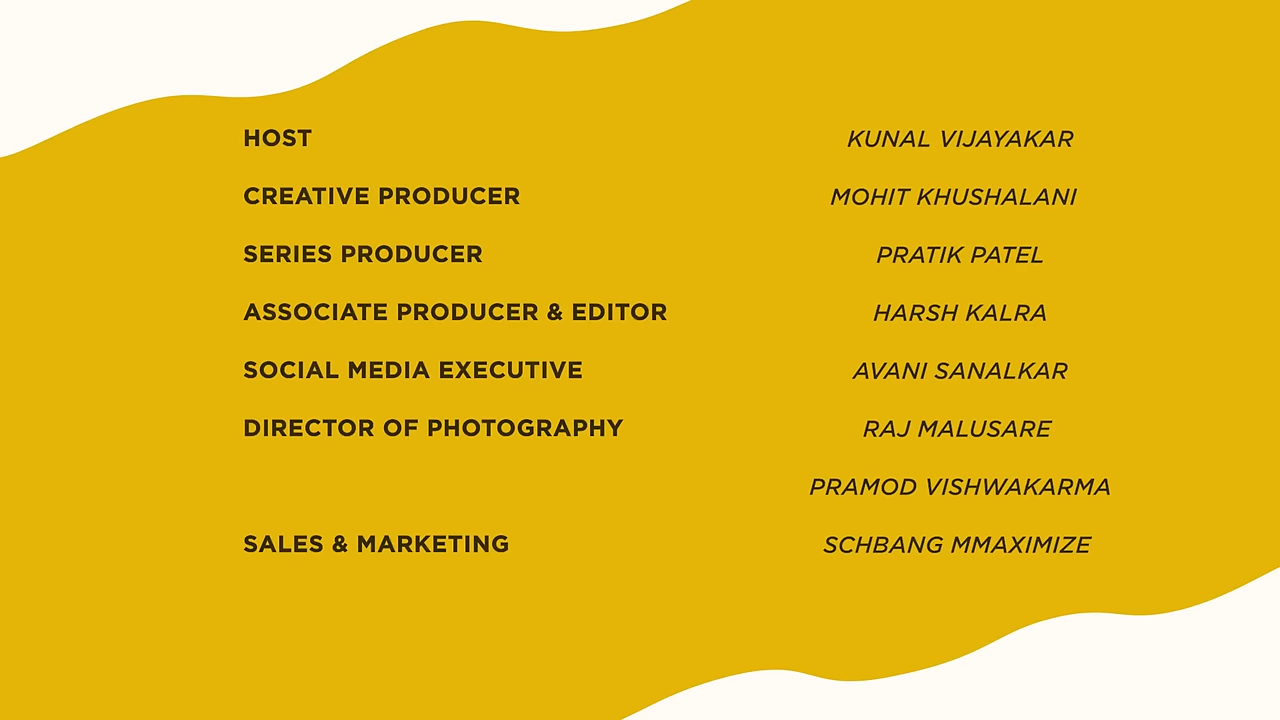 HOST KUNAL VIJAYAKAR
CREATIVE PRODUCER MOHIT KHUSHALANI
SERIES PRODUCER PRATIK PATEL
ASSOCIATE PRODUCER & EDITOR HARSH KALRA
SOCIAL MEDIA EXECUTIVE AVANI SANALKAR
DIRECTOR OF PHOTOGRAPHY RAJ MALUSARE
PRAMOD VISHWAKARMA
SALES & MARKETING SCHBANG MMAXIMIZE